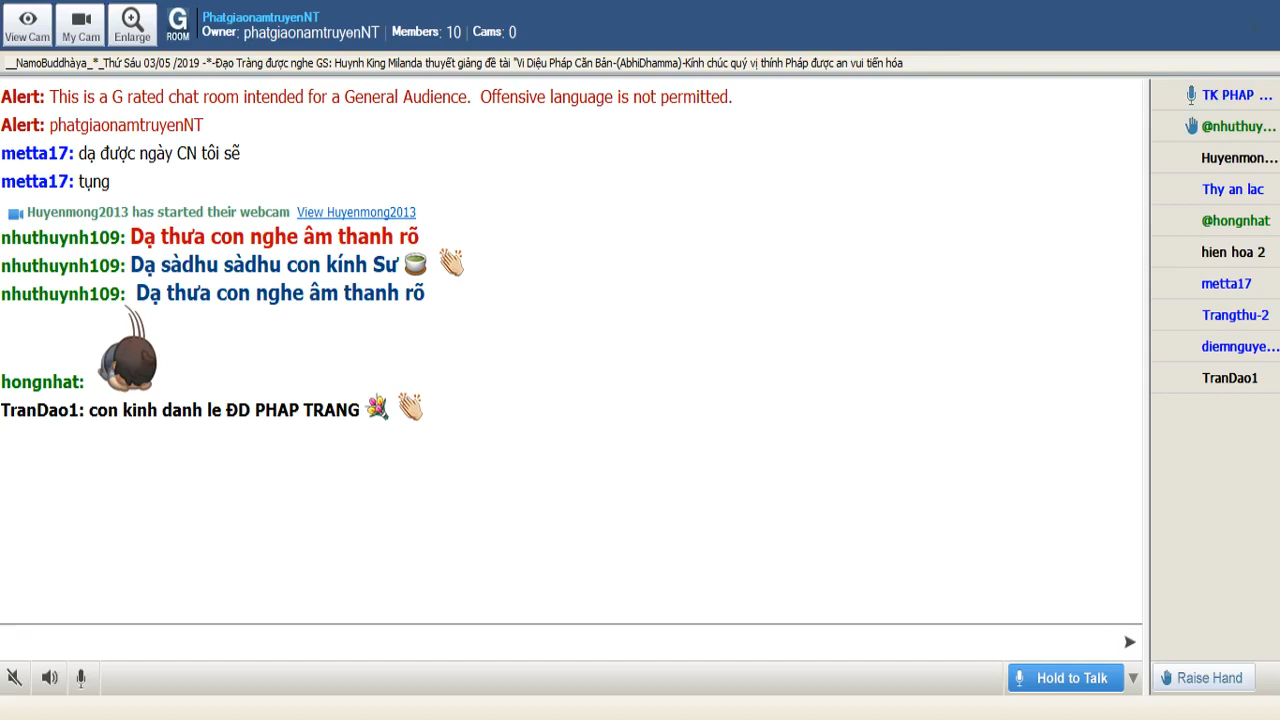 View Cam
My Cam
Enlarge
G
ROOM
PhatgiaonamtruyenNT
Owner: phatgiaonamtruyenNT | Members: 10 | Cams: 0
__NamoBuddhàya_*_Thứ Sáu 03/05 /2019 -*-Đạo Tràng được nghe GS: Huynh King Milanda thuyết giảng đề tài "Vi Diệu Pháp Căn Bản-(AbhiDhamma)-Kính chúc quý vị thính Pháp được an vui tiến hóa
Alert: This is a G rated chat room intended for a General Audience. Offensive language is not permitted.
Alert: phatgiaonamtruyenNT
metta17: dạ được ngày CN tôi sẽ
metta17: tụng
Huyenmong2013 has started their webcam View Huyenmong2013
nhuthuynh109: Dạ thưa con nghe âm thanh rõ
nhuthuynh109: Dạ sàdhu sàdhu con kính Sư
nhuthuynh109: Dạ thưa con nghe âm thanh rõ
hongnhat:
TranDao1: con kinh danh le ĐD PHAP TRANG
TK PHAP ...
@nhuthuy...
Huyenmon...
Thy an lac
@hongnhat
hien hoa 2
metta17
Trangthu-2
diemnguye...
TranDao1
Hold to Talk
Raise Hand